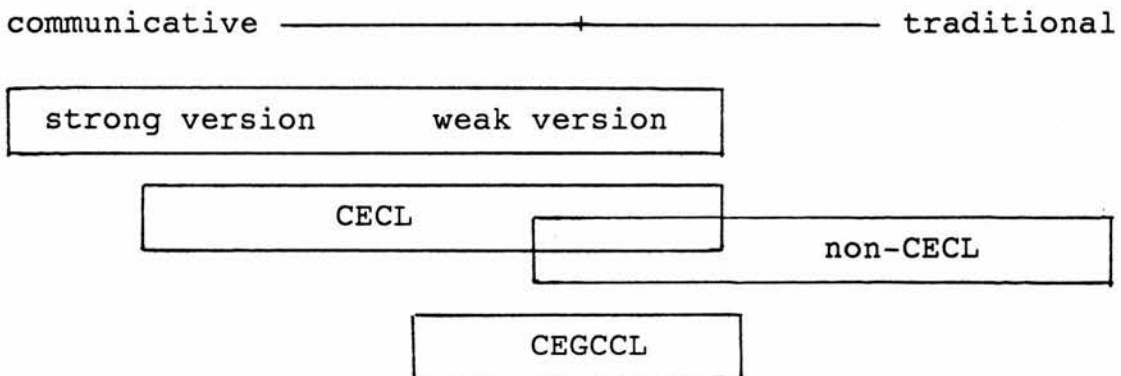 communicative traditional
strong version weak version
CECL
non-CECL
CEGCCL